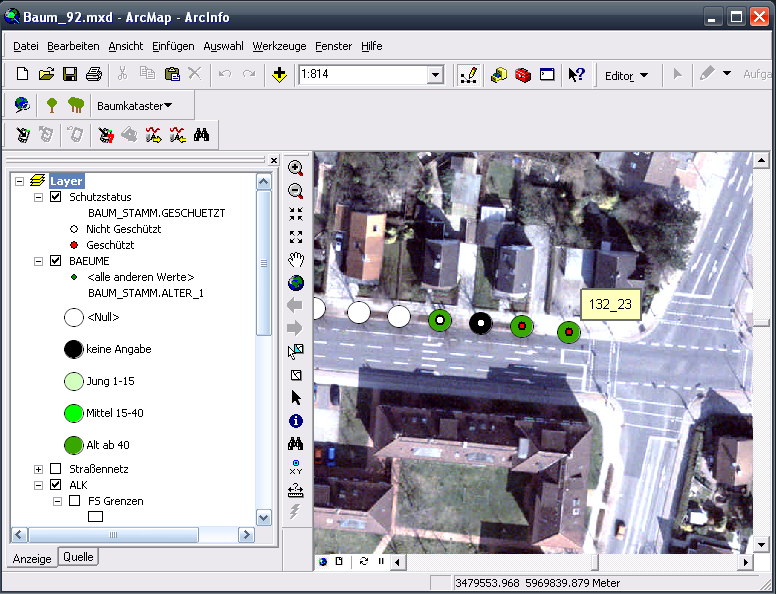 Baum_92.mxd - ArcMap - ArcInfo
Datei Bearbeiten Ansicht Einfügen Auswahl Werkzeuge Fenster Hilfe
1:814 Editor Aufga
Baumkataster
Layer
Schutzstatus
BAUM_STAMM.GESCHUETZT
Nicht Geschützt
Geschützt
BAEUME
<alle anderen Werte>
BAUM_STAMM.ALTER_1
<Null>
keine Angabe
Jung 1-15
Mittel 15-40
Alt ab 40
Straßennetz
ALK
FS Grenzen
132_23
Anzeige Quelle
3479553.968 5969839.879 Meter